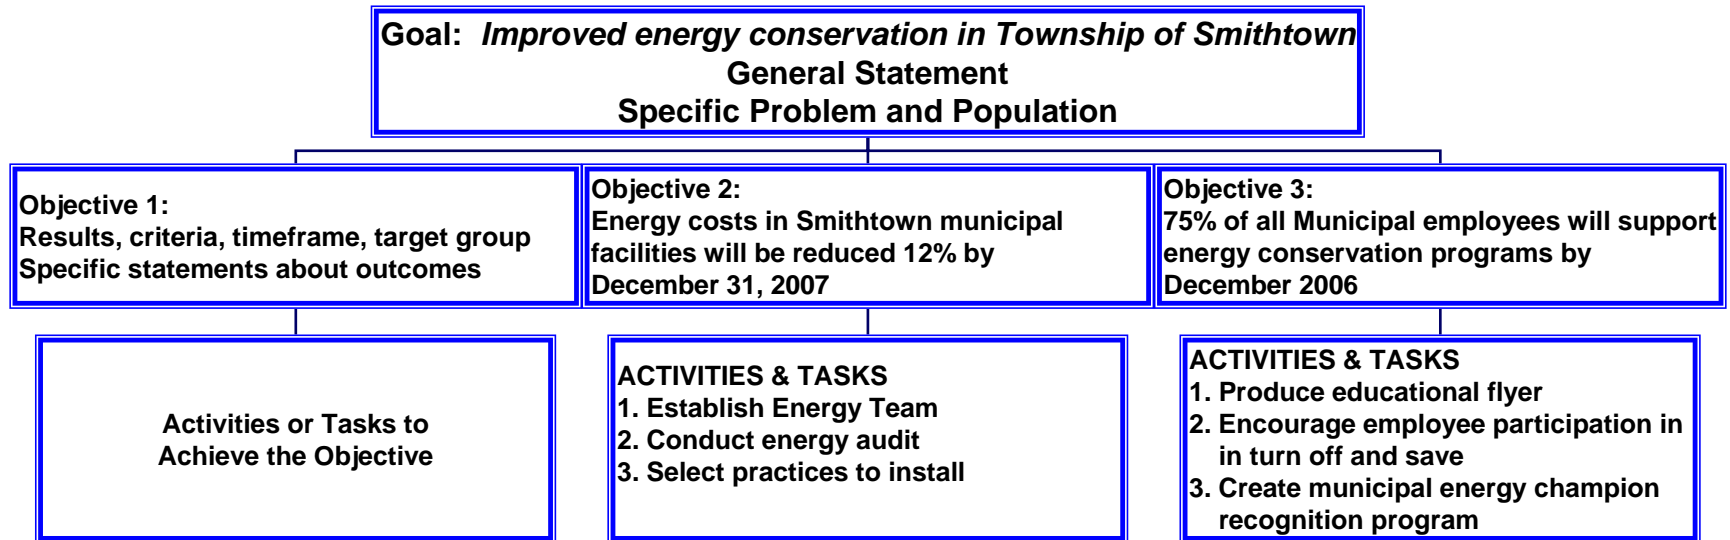 Goal: Improved energy conservation in Township of Smithtown
General Statement
Specific Problem and Population
Objective 1:
Results, criteria, timeframe, target group
Specific statements about outcomes
Objective 2:
Energy costs in Smithtown municipal
facilities will be reduced 12% by
December 31, 2007
Objective 3:
75% of all Municipal employees will support
energy conservation programs by
December 2006
Activities or Tasks to
Achieve the Objective
ACTIVITIES & TASKS
1. Establish Energy Team
2. Conduct energy audit
3. Select practices to install
ACTIVITIES & TASKS
1. Produce educational flyer
2. Encourage employee participation in
in turn off and save
3. Create municipal energy champion
recognition program